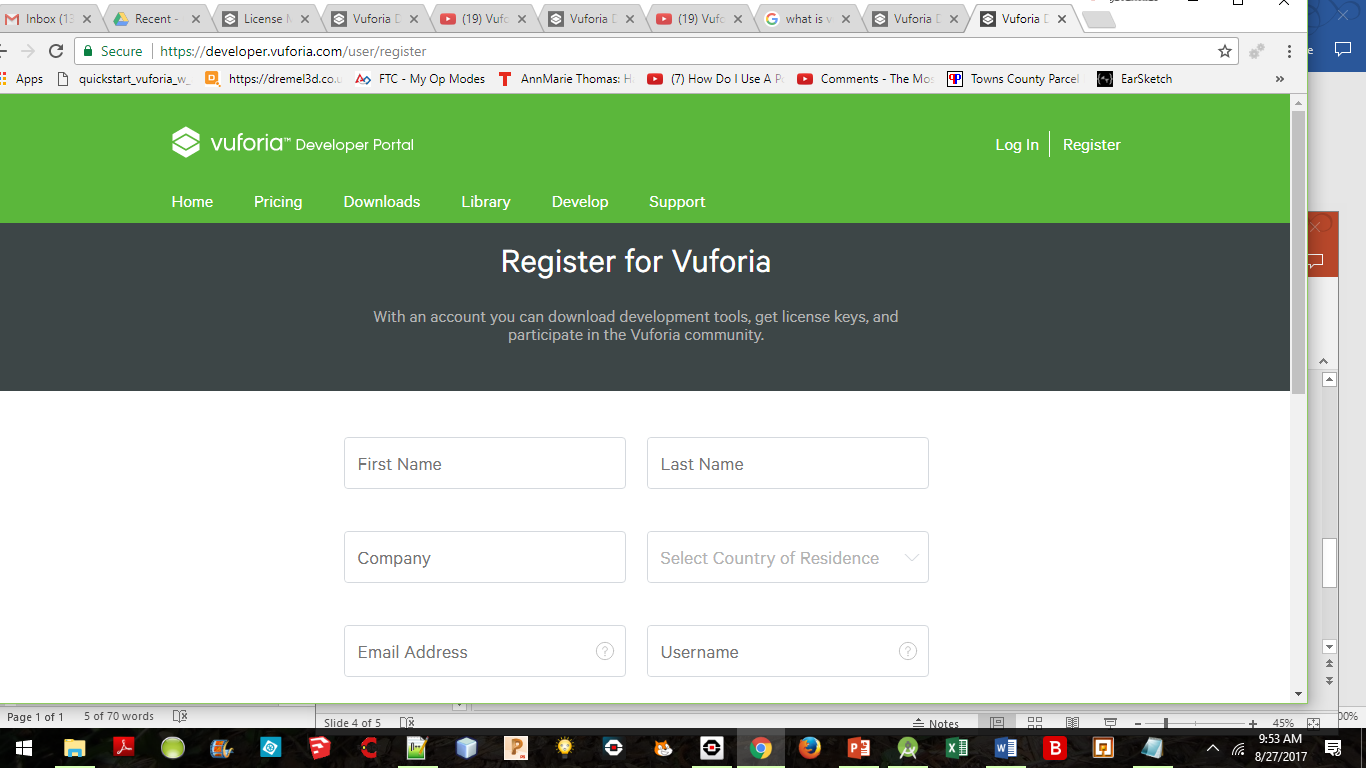 Inbox (13
Recent -
License M
Vuforia D
(19) Vufo
Vuforia D
(19) Vufo
what is v
Vuforia D
Vuforia D
Secure
https://developer.vuforia.com/user/register
Apps
quickstart_vuforia_w_
https://dremel3d.co.u
FTC - My Op Modes
AnnMarie Thomas: H
(7) How Do I Use A P
Comments - The Mos
Towns County Parcel
EarSketch
»
vuforia™ Developer Portal
Log In
Register
Home
Pricing
Downloads
Library
Develop
Support
Register for Vuforia
With an account you can download development tools, get license keys, and
participate in the Vuforia community.
First Name
Last Name
Company
Select Country of Residence
Email Address
Username
Page 1 of 1
5 of 70 words
Slide 4 of 5
Notes
45%
00%
9:53 AM
8/27/2017